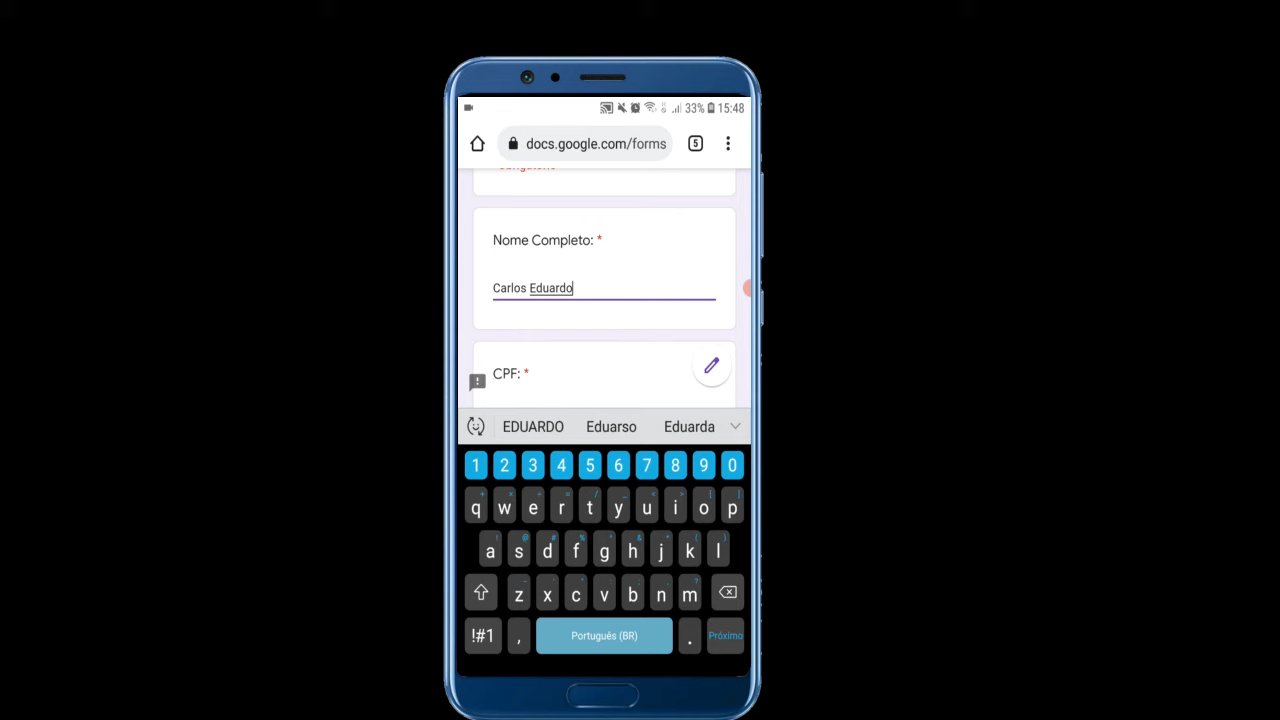 33% 15:48
docs.google.com/forms 5
Nome Completo: *
Carlos Eduardo
CPF: *
EDUARDO Eduarso Eduarda
1 2 3 4 5 6 7 8 9 0
q w e r t y u i o p
a s d f g h j k l
z x c v b n m
!#1 , Português (BR) . Próximo